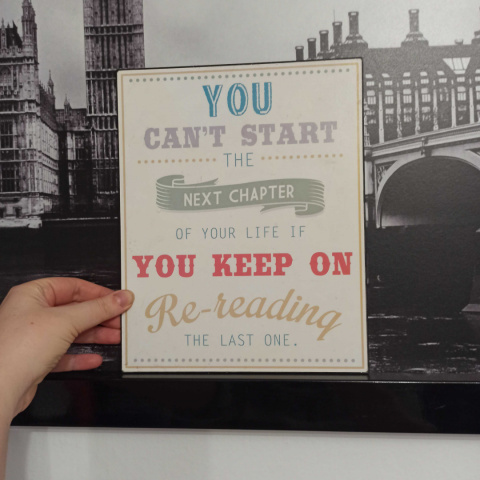 YOU
CAN'T START
THE
NEXT CHAPTER
OF YOUR LIFE IF
YOU KEEP ON
Re-reading
THE LAST ONE.